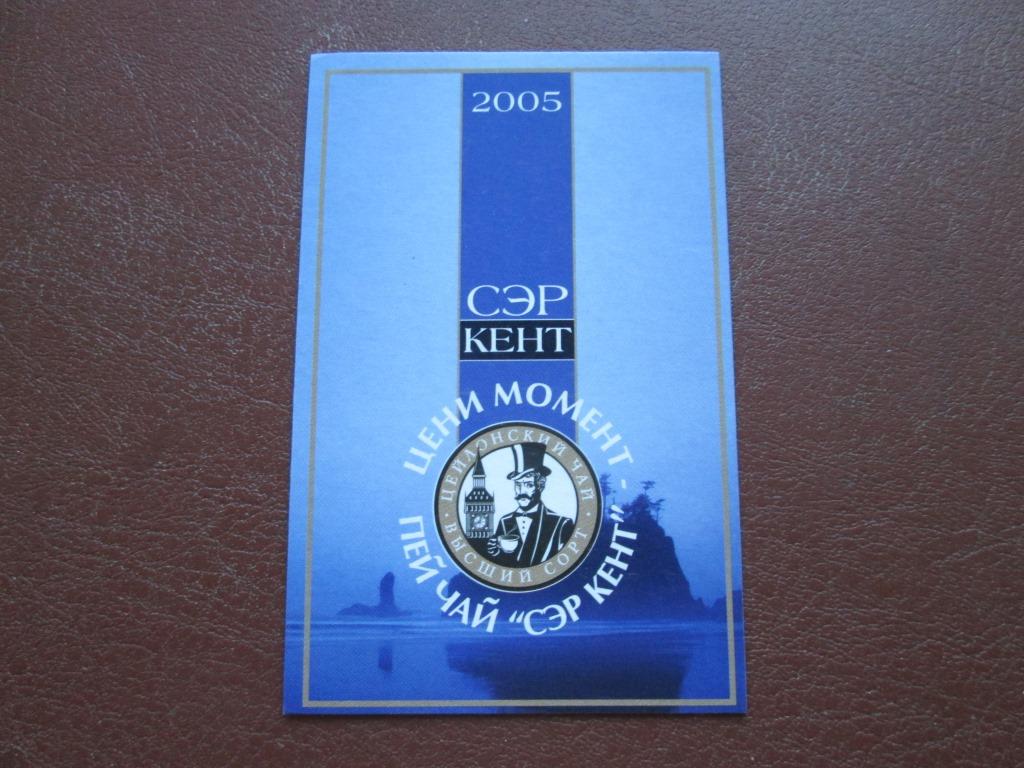 2005
СЭР
КЕНТ
ЦЕНИ МОМЕНТ -
ПЕЙ ЧАЙ "СЭР КЕНТ"
· ЦЕЙЛОНСКИЙ ЧАЙ ·
ВЫСШИЙ СОРТ